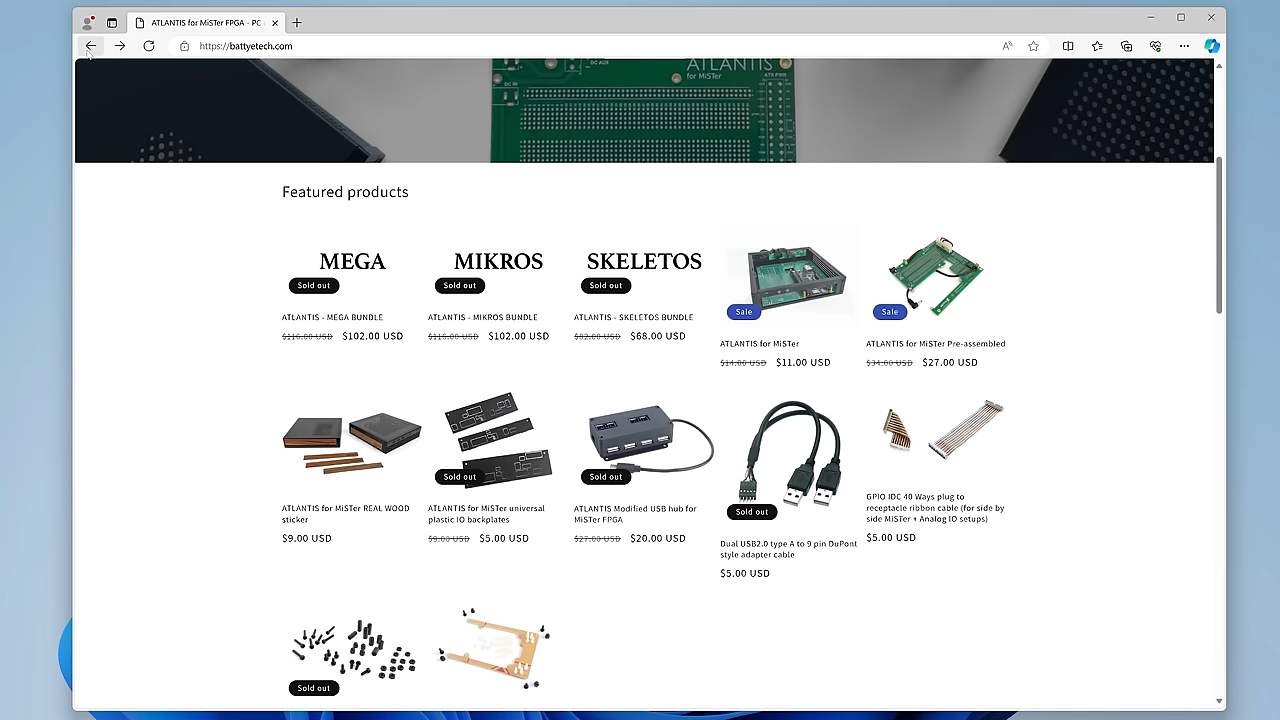 ATLANTIS for MiSTer FPGA - PC
https://battyetech.com
DC AUX
ATLANTIS
for MiSTer
ATX PWR
DC IN
Featured products
MEGA
MIKROS
SKELETOS
Sold out
Sold out
Sold out
Sale
Sale
ATLANTIS - MEGA BUNDLE
ATLANTIS - MIKROS BUNDLE
ATLANTIS - SKELETOS BUNDLE
$116.00 USD $102.00 USD
$116.00 USD $102.00 USD
$82.00 USD $68.00 USD
ATLANTIS for MiSTer
ATLANTIS for MiSTer Pre-assembled
$14.00 USD $11.00 USD
$34.00 USD $27.00 USD
Sold out
Sold out
Sold out
ATLANTIS for MiSTer REAL WOOD
sticker
$9.00 USD
ATLANTIS for MiSTer universal
plastic IO backplates
$9.00 USD $5.00 USD
ATLANTIS Modified USB hub for
MiSTer FPGA
$27.00 USD $20.00 USD
Dual USB2.0 type A to 9 pin DuPont
style adapter cable
$5.00 USD
GPIO IDC 40 Ways plug to
receptacle ribbon cable (for side by
side MiSTer + Analog IO setups)
$5.00 USD
Sold out